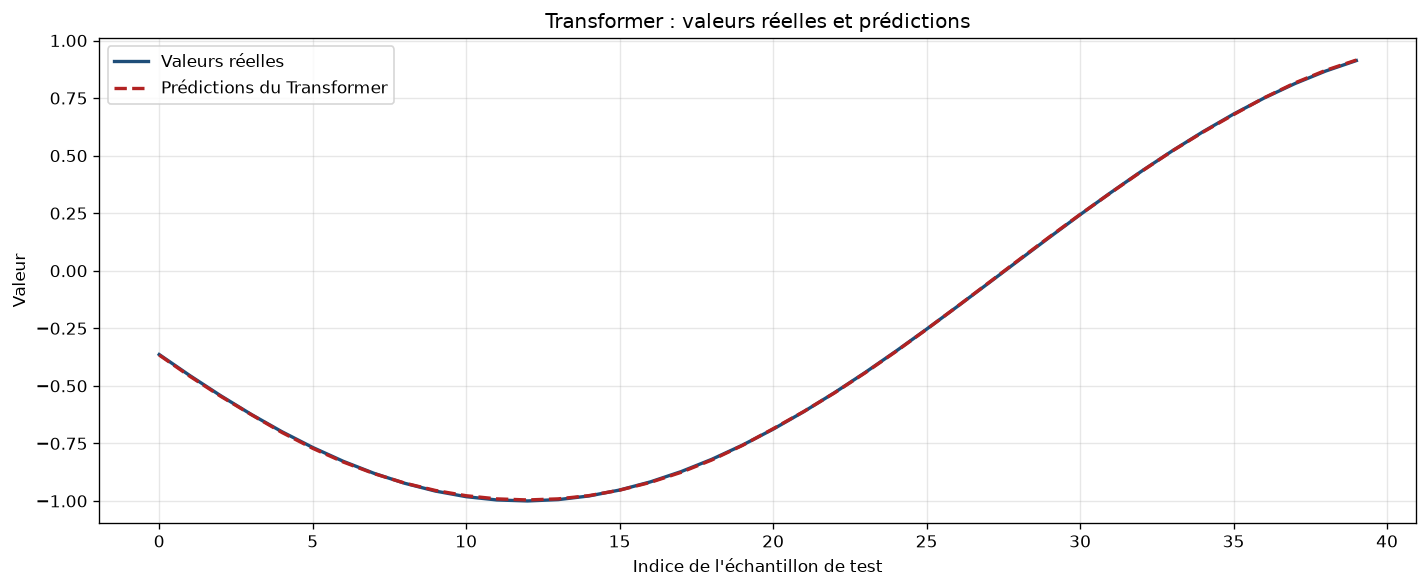 Transformer : valeurs réelles et prédictions
Valeurs réelles
Prédictions du Transformer
1.00
0.75
0.50
0.25
0.00
−0.25
−0.50
−0.75
−1.00
Valeur
0 5 10 15 20 25 30 35 40
Indice de l'échantillon de test